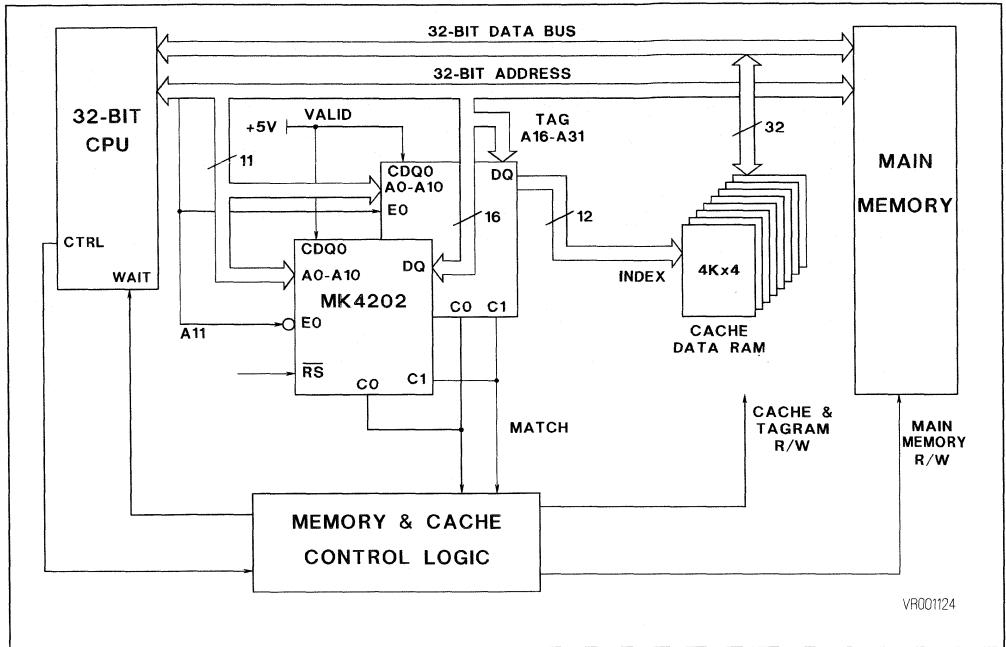 32-BIT DATA BUS
32-BIT ADDRESS
32-BIT
CPU
CTRL
WAIT
+5V
VALID
11
TAG
A16-A31
CDQ0
A0-A10
E0
DQ
16
12
32
CDQ0
A0-A10
DQ
MK4202
E0
A11
RS
C0
C1
C0
C1
INDEX
4Kx4
CACHE
DATA RAM
MAIN
MEMORY
MATCH
CACHE &
TAGRAM
R/W
MAIN
MEMORY
R/W
MEMORY & CACHE
CONTROL LOGIC
VR001124